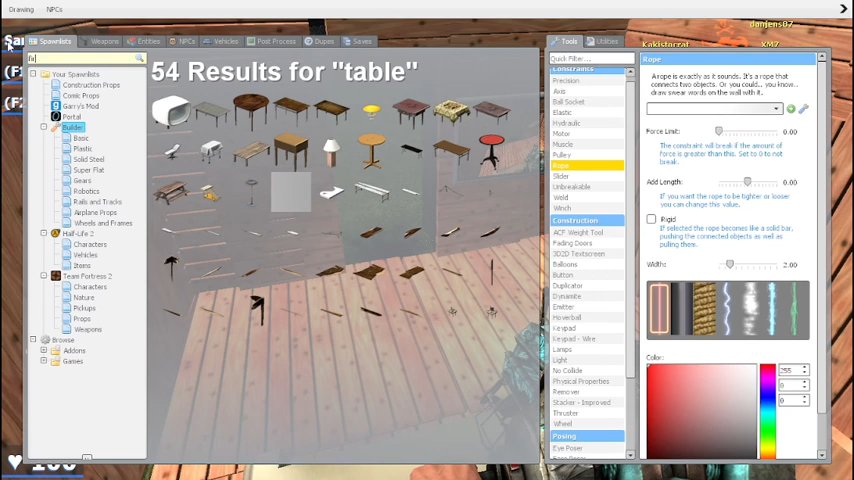 Drawing NPCs
danjens87
Spawnlists Weapons Entities NPCs Vehicles Post Process Dupes Saves
Tools Utilities
Kakistocrat XMZ
54 Results for "table"
Your Spawnlists
Construction Props
Comic Props
Garry's Mod
Portal
Builder
Basic
Plastic
Solid Steel
Super Flat
Gears
Robotics
Rails and Tracks
Airplane Props
Wheels and Frames
Half-Life 2
Characters
Vehicles
Items
Team Fortress 2
Characters
Nature
Pickups
Props
Weapons
Browse
Addons
Games
Quick Filter...
Constraints
Precision
Axis
Ball Socket
Elastic
Hydraulic
Motor
Muscle
Pulley
Rope
Slider
Unbreakable
Weld
Winch
Construction
ACF Weight Tool
Fading Doors
3D2D Textscreen
Balloons
Button
Duplicator
Dynamite
Emitter
Hoverball
Keypad
Keypad - Wire
Lamps
Light
No Collide
Physical Properties
Remover
Stacker - Improved
Thruster
Wheel
Posing
Eye Poser
Rope
A rope is exactly as it sounds. It's a rope that
connects two objects. Or you could.. you know..
draw swear words on the wall with it.
Force Limit: 0.00
The constraint will break if the amount of
force is greater than this. Set to 0 to not
break.
Add Length: 0.00
If you want the rope to be tighter or looser
you can change this value.
Rigid
If selected the rope becomes like a solid bar,
pushing the connected objects as well as
puling them.
Width: 2.00
Color:
255
0
0
100